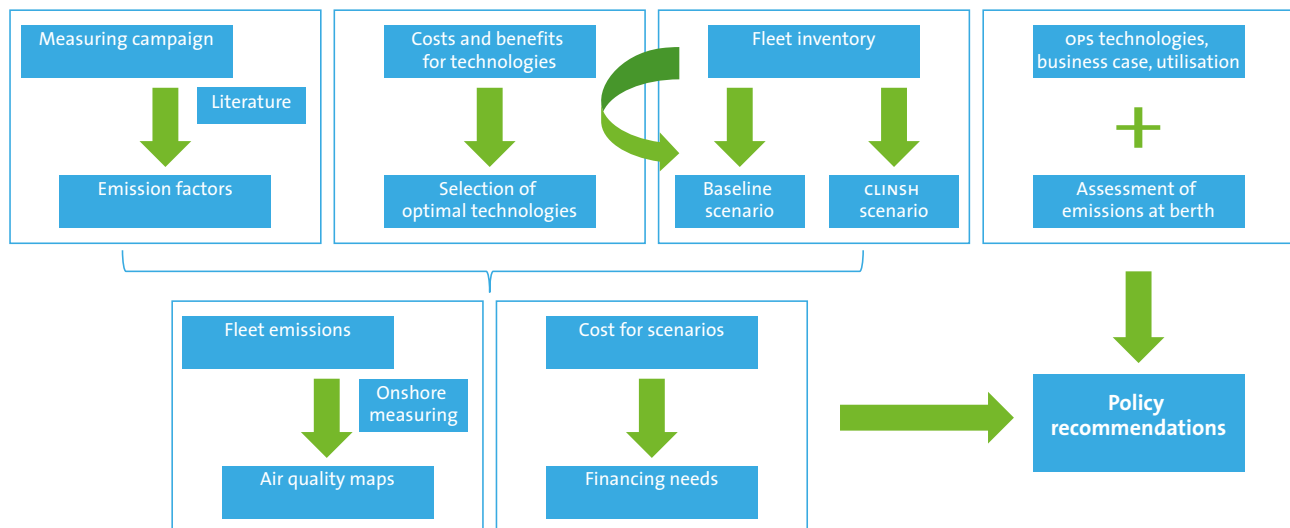 Measuring campaign
Literature
Emission factors
Costs and benefits
for technologies
Selection of
optimal technologies
Fleet inventory
Baseline
scenario
CLINSH
scenario
OPS technologies,
business case, utilisation
Assessment of
emissions at berth
Fleet emissions
Onshore
measuring
Air quality maps
Cost for scenarios
Financing needs
Policy
recommendations